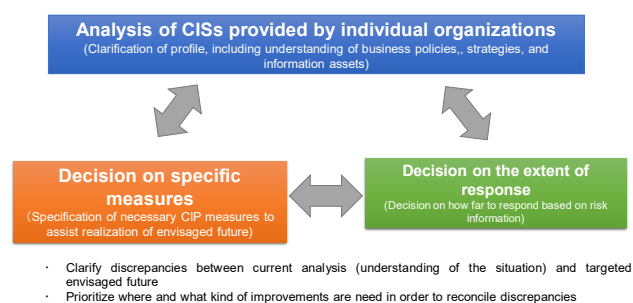 Analysis of CISs provided by individual organizations
(Clarification of profile, including understanding of business policies,, strategies, and
information assets)
Decision on specific
measures
(Specification of necessary CIP measures to
assist realization of envisaged future)
Decision on the extent of
response
(Decision on how far to respond based on risk
information)
· Clarify discrepancies between current analysis (understanding of the situation) and targeted
envisaged future
· Prioritize where and what kind of improvements are need in order to reconcile discrepancies